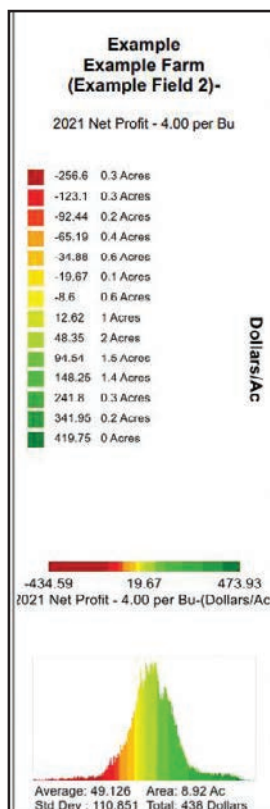 Example
Example Farm
(Example Field 2)-
2021 Net Profit - 4.00 per Bu
-256.6 0.3 Acres
-123.1 0.3 Acres
-92.44 0.2 Acres
-65.19 0.4 Acres
-34.88 0.6 Acres
-19.67 0.1 Acres
-8.6 0.6 Acres
12.62 1 Acres
48.35 2 Acres
94.54 1.5 Acres
148.25 1.4 Acres
241.8 0.3 Acres
341.95 0.2 Acres
419.75 0 Acres
Dollars/Ac
-434.59 19.67 473.93
2021 Net Profit - 4.00 per Bu-(Dollars/Ac
Average: 49.126 Area: 8.92 Ac
Std Dev : 110.851 Total: 438 Dollars